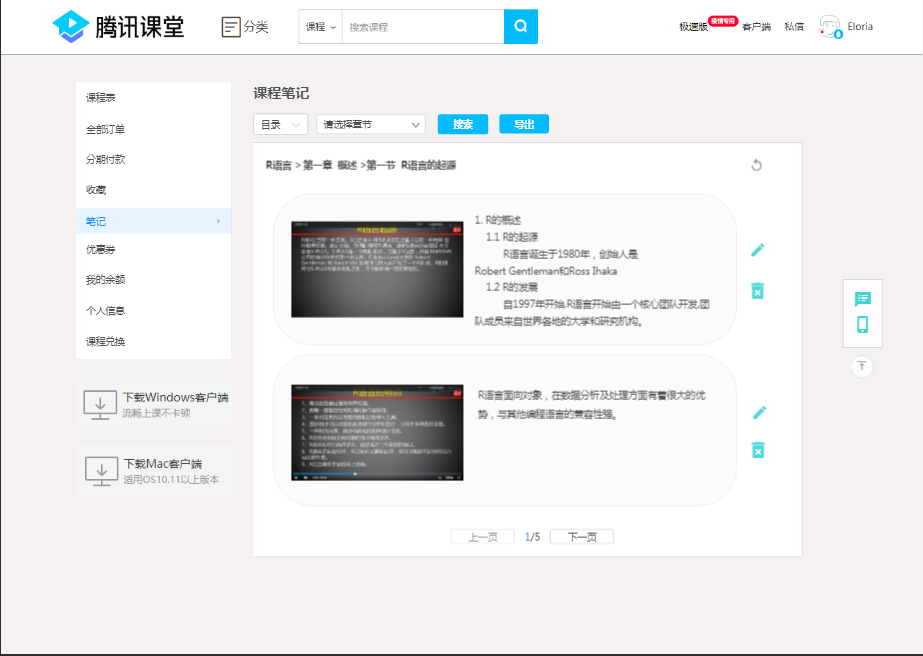 腾讯课堂
分类
课程
搜索课程
极速版
疫情专用
客户端
私信
Eloria
课程表
全部订单
分期付款
收藏
笔记
优惠券
我的余额
个人信息
课程兑换
下载Windows客户端
流畅上课不卡顿
下载Mac客户端
适用OS10.11以上版本
课程笔记
目录
请选择章节
搜索
导出
R语言 > 第一章 概述 >第一节 R语言的起源
1. R的概述
1.1 R的起源
R语言诞生于1980年，创始人是
Robert Gentleman和Ross Ihaka
1.2 R的发展
自1997年开始,R语言开始由一个核心团队开发,团
队成员来自世界各地的大学和研究机构。
R语言面向对象，在数据分析及处理方面有着很大的优
势，与其他编程语言的兼容性强。
上一页
1/5
下一页